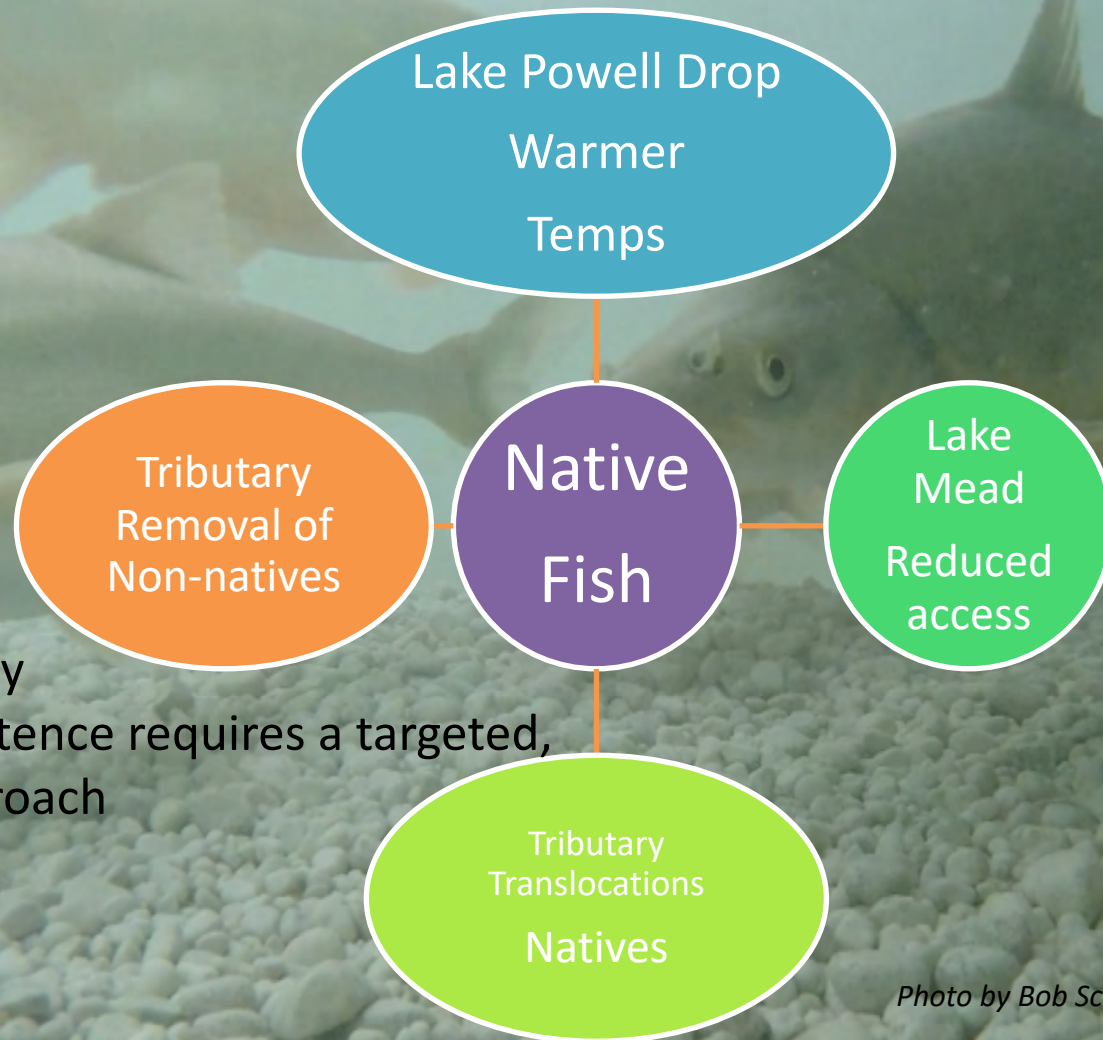 Lake Powell Drop
Warmer
Temps
Tributary
Removal of
Non-natives
Native
Fish
Lake
Mead
Reduced
access
y
tence requires a targeted,
roach
Tributary
Translocations
Natives
Photo by Bob Sc